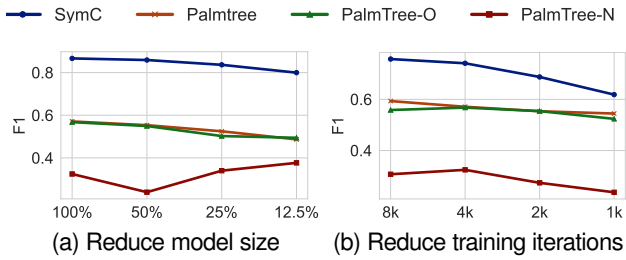 SymC Palmtree PalmTree-O PalmTree-N
F1
0.8
0.6
0.4
100% 50% 25% 12.5%
(a) Reduce model size
F1
0.6
0.4
8k 4k 2k 1k
(b) Reduce training iterations